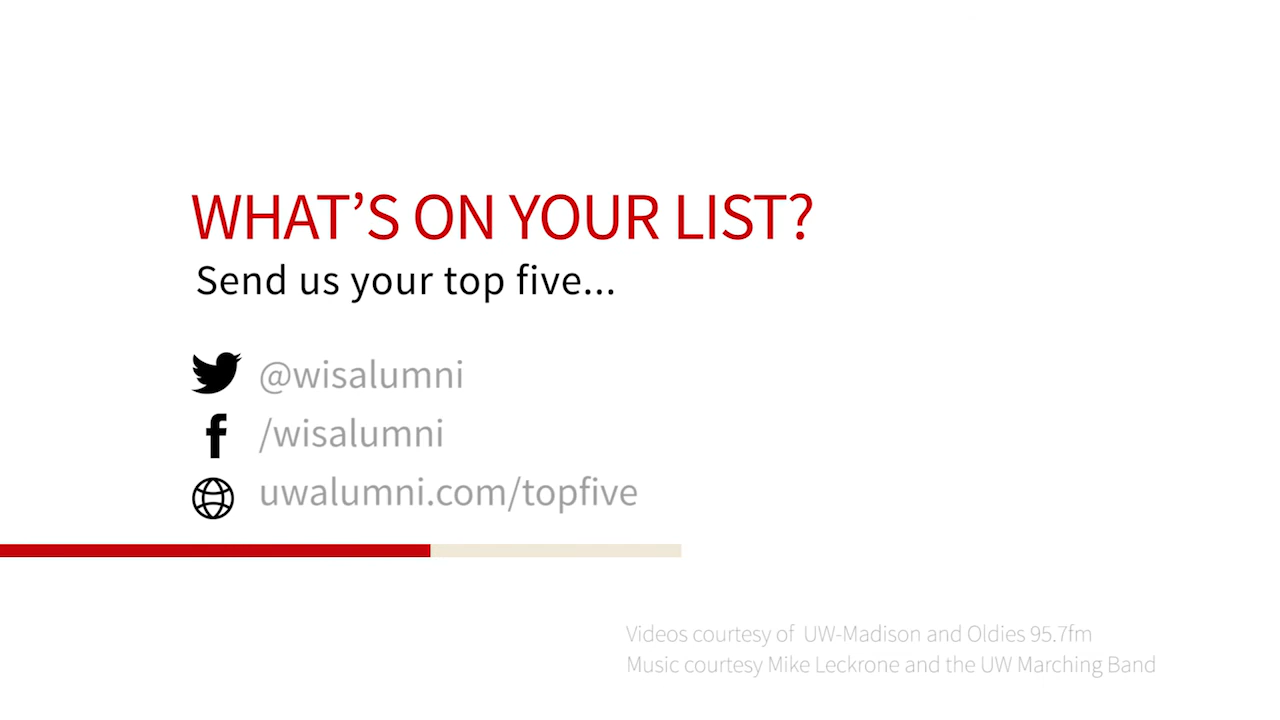 WHAT’S ON YOUR LIST?
Send us your top five...
@wisalumni
/wisalumni
uwalumni.com/topfive
Videos courtesy of UW-Madison and Oldies 95.7fm
Music courtesy Mike Leckrone and the UW Marching Band